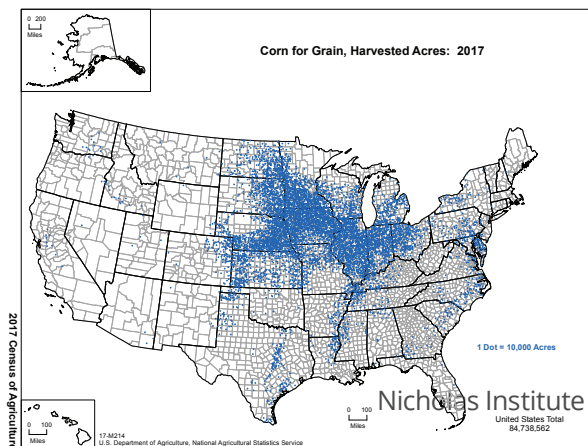 0 200
Miles
Corn for Grain, Harvested Acres: 2017
2017 Census of Agriculture
1 Dot = 10,000 Acres
Nicholas Institute
United States Total
84,738,562
0 100
Miles
0 100
Miles
17-M214
U.S. Department of Agriculture, National Agricultural Statistics Service